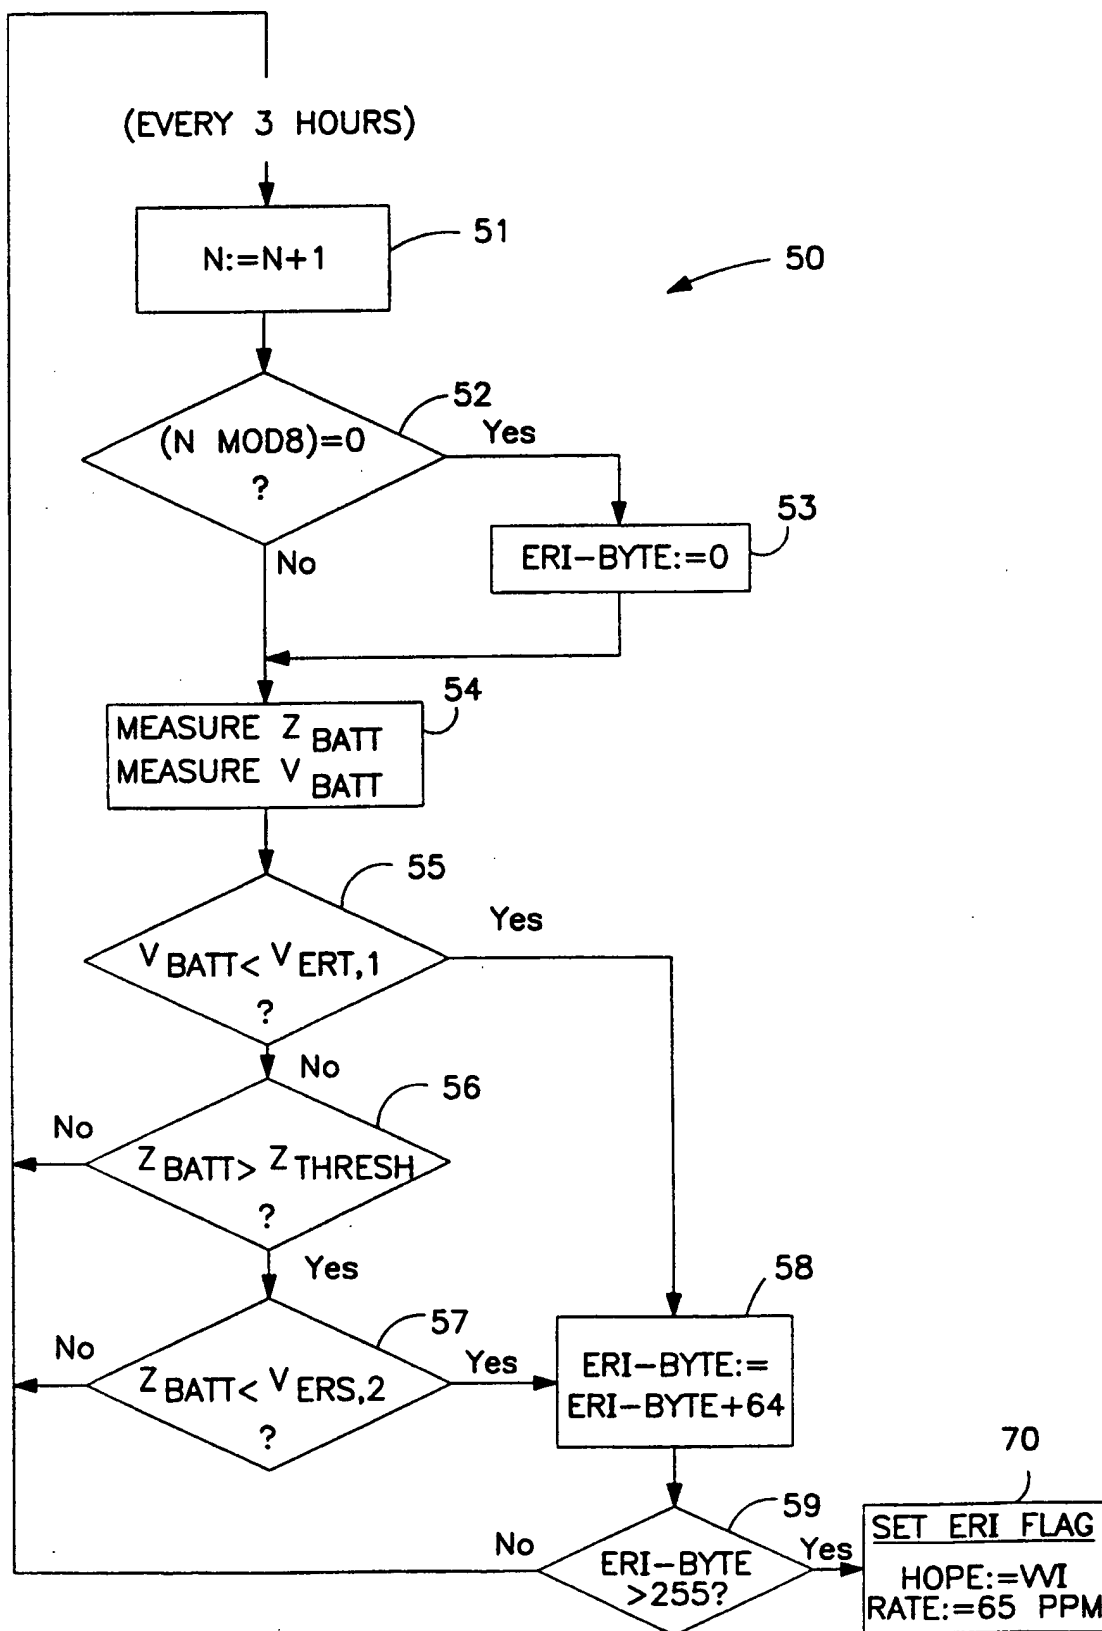 (EVERY 3 HOURS)
N:=N+1
51
50
(N MOD8)=0
?
52
Yes
No
ERI-BYTE:=0
53
54
MEASURE Z BATT
MEASURE V BATT
55
V BATT< V ERT,1
?
Yes
No
56
No
Z BATT> Z THRESH
?
Yes
57
No
Z BATT< V ERS,2
?
Yes
58
ERI-BYTE:=
ERI-BYTE+64
59
No
ERI-BYTE
>255?
Yes
70
SET ERI FLAG
HOPE:=VVI
RATE:=65 PPM